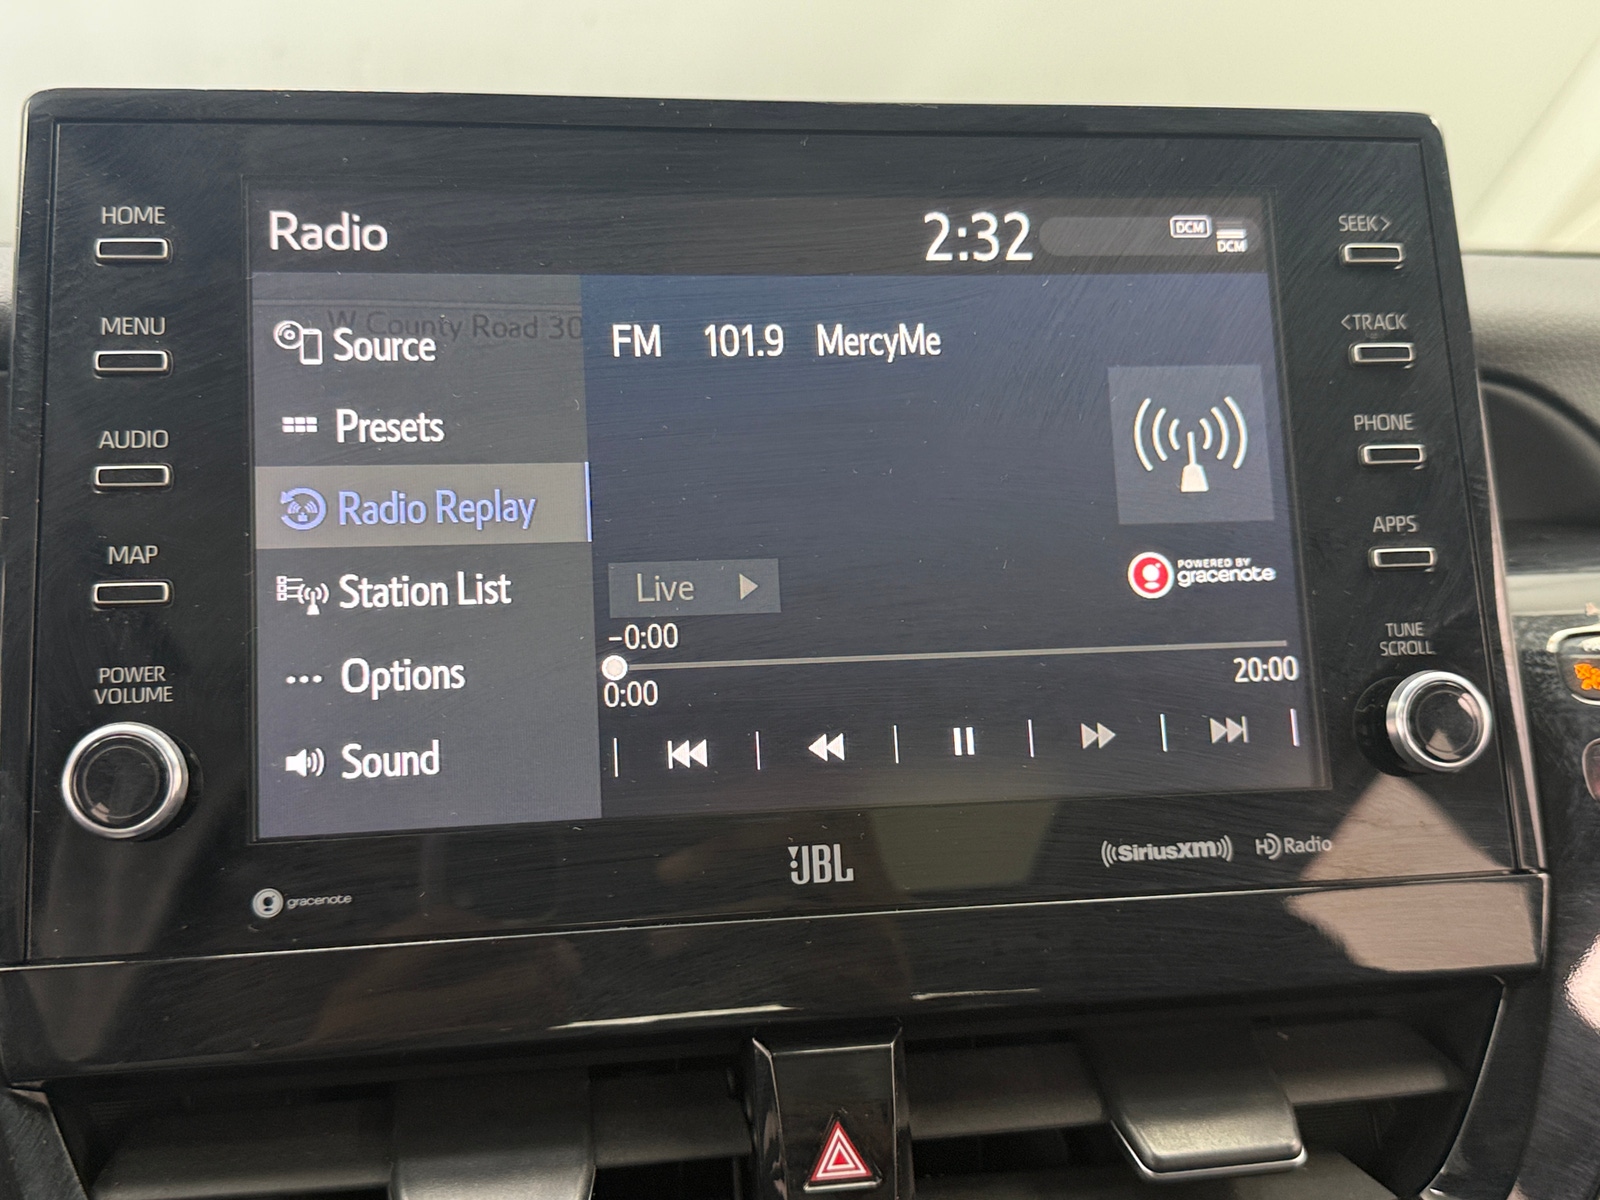 HOME
MENU
AUDIO
MAP
POWER
VOLUME
Radio
2:32
DCM
DCM
W County Road 30
Source
Presets
Radio Replay
Station List
Options
Sound
FM 101.9 MercyMe
POWERED BY
gracenote
Live
-0:00
0:00
20:00
SEEK>
<TRACK
PHONE
APPS
TUNE
SCROLL
JBL
((SiriusXM))
HD Radio
gracenote